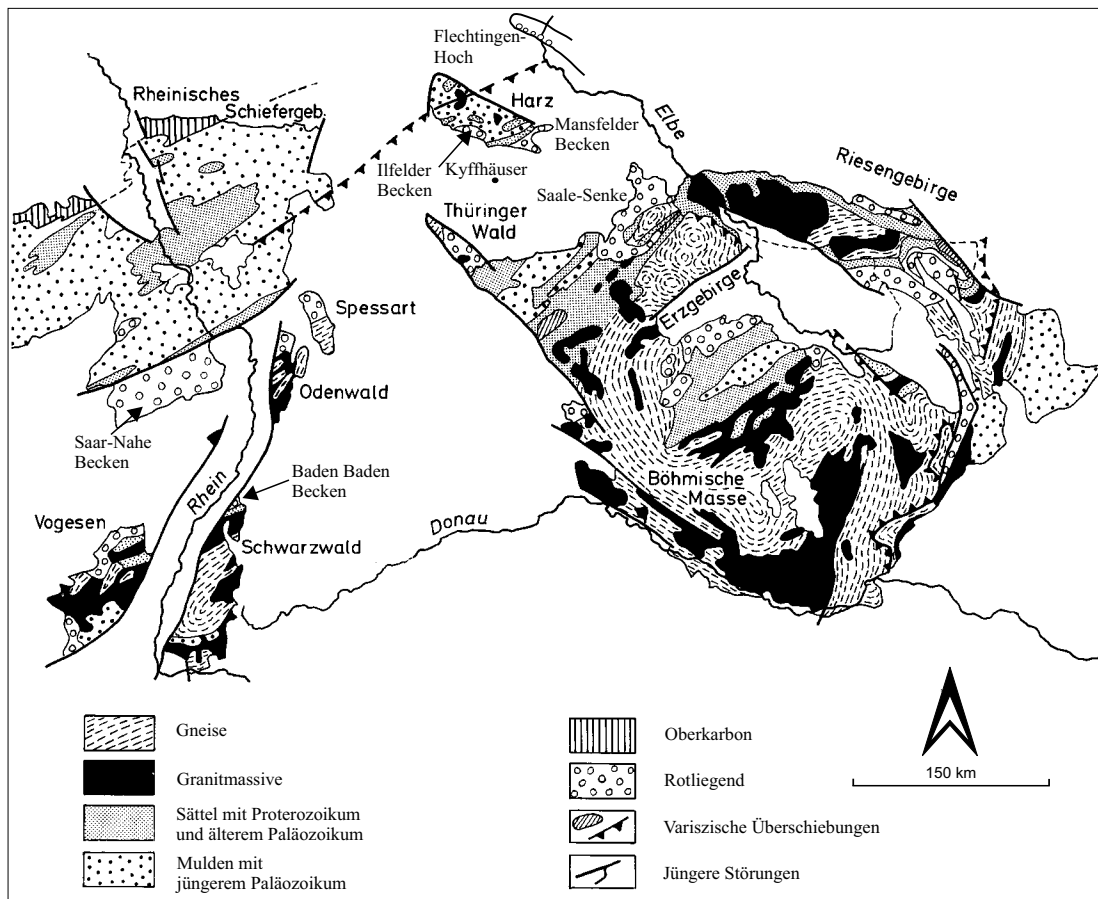 Flechtingen-
Hoch
Rheinisches
Schiefergeb.
Harz
Elbe
Mansfelder
Becken
Ilfelder
Becken
Kyffhäuser
Riesengebirge
Saale-Senke
Thüringer
Wald
Erzgebirge
Spessart
Odenwald
Saar-Nahe
Becken
Baden Baden
Becken
Rhein
Böhmische
Masse
Vogesen
Donau
Schwarzwald
Gneise
Granitmassive
Sättel mit Proterozoikum
und älterem Paläozoikum
Mulden mit
jüngerem Paläozoikum
Oberkarbon
Rotliegend
Variszische Überschiebungen
Jüngere Störungen
150 km